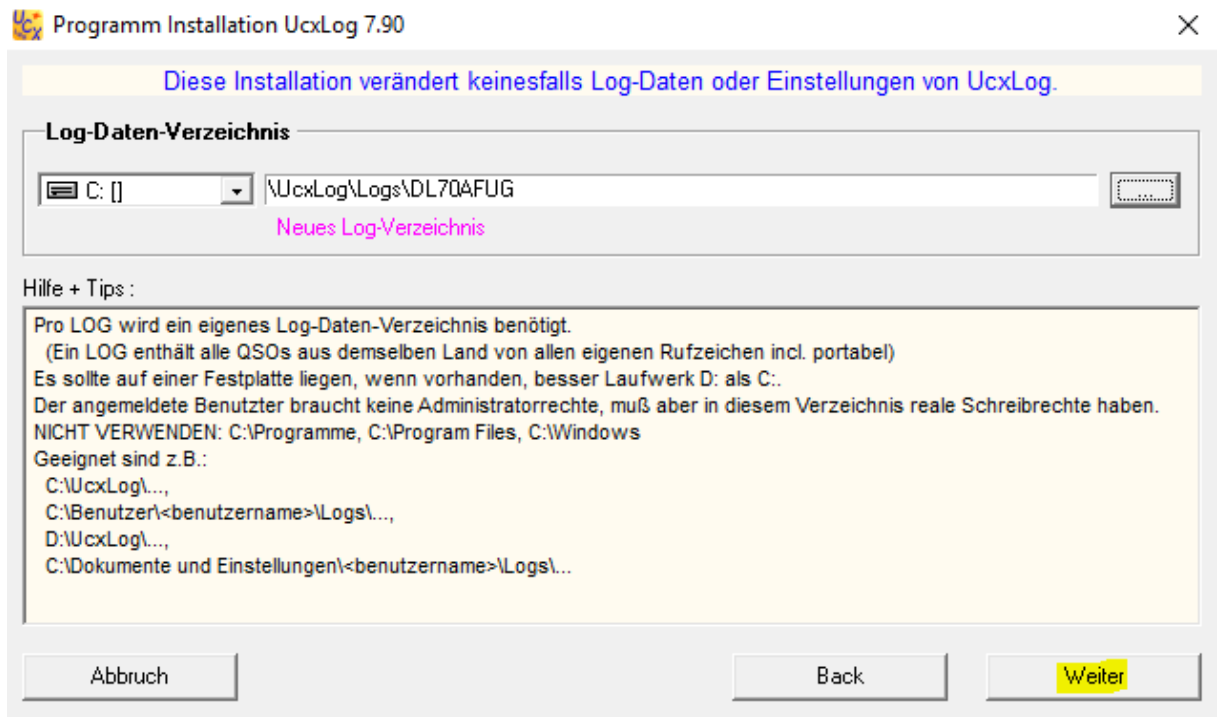 Ucx Programm Installation UcxLog 7.90
Diese Installation verändert keinesfalls Log-Daten oder Einstellungen von UcxLog.
Log-Daten-Verzeichnis
C: [] \UcxLog\Logs\DL70AFUG ...
Neues Log-Verzeichnis
Hilfe + Tips :
Pro LOG wird ein eigenes Log-Daten-Verzeichnis benötigt.
(Ein LOG enthält alle QSOs aus demselben Land von allen eigenen Rufzeichen incl. portabel)
Es sollte auf einer Festplatte liegen, wenn vorhanden, besser Laufwerk D: als C:.
Der angemeldete Benutzter braucht keine Administratorrechte, muß aber in diesem Verzeichnis reale Schreibrechte haben.
NICHT VERWENDEN: C:\Programme, C:\Program Files, C:\Windows
Geeignet sind z.B.:
C:\UcxLog\...,
C:\Benutzer\<benutzername>\Logs\...,
D:\UcxLog\...,
C:\Dokumente und Einstellungen\<benutzername>\Logs\...
Abbruch Back Weiter